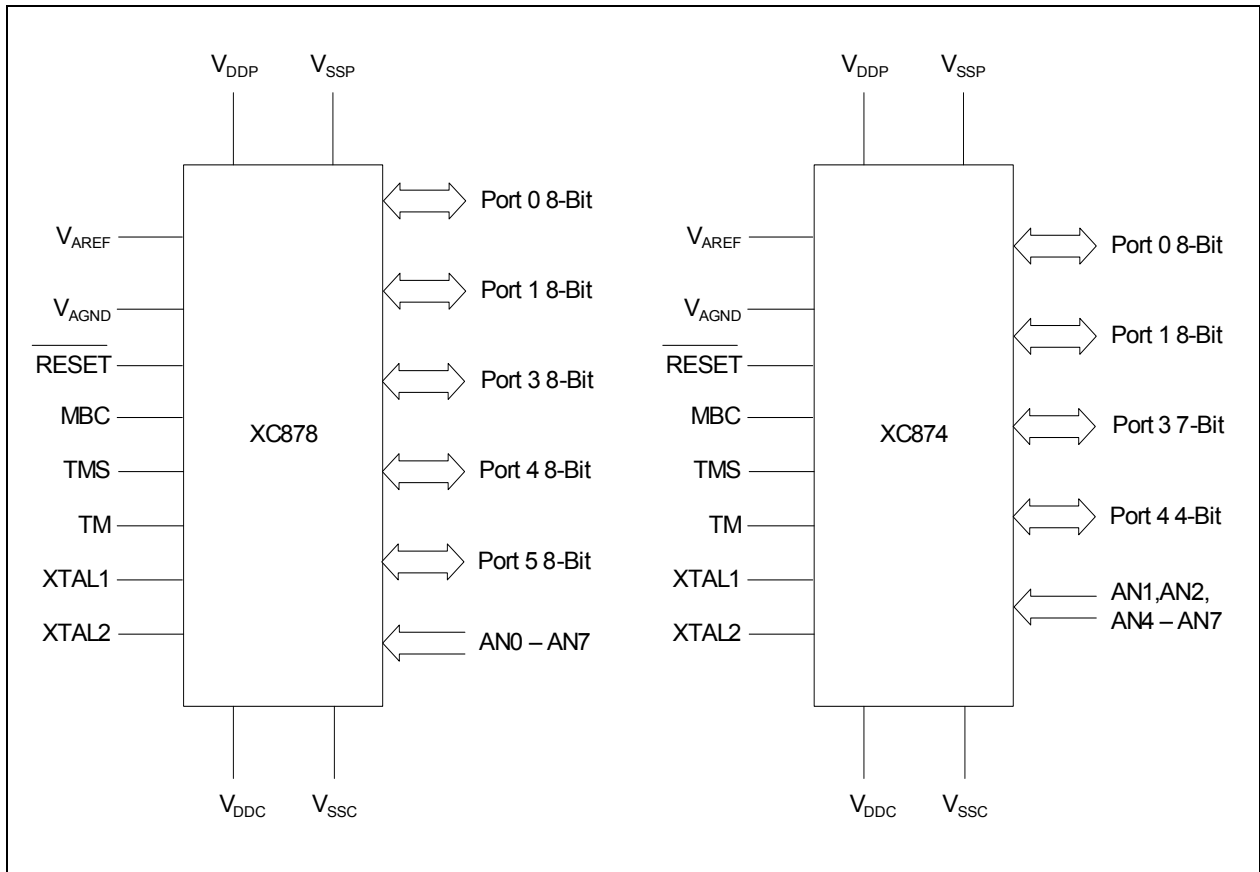 VDDP
VSSP
VAREF
VAGND
RESET
MBC
TMS
TM
XTAL1
XTAL2
XC878
Port 0 8-Bit
Port 1 8-Bit
Port 3 8-Bit
Port 4 8-Bit
Port 5 8-Bit
AN0 – AN7
VDDC
VSSC
VDDP
VSSP
VAREF
VAGND
RESET
MBC
TMS
TM
XTAL1
XTAL2
XC874
Port 0 8-Bit
Port 1 8-Bit
Port 3 7-Bit
Port 4 4-Bit
AN1,AN2,
AN4 – AN7
VDDC
VSSC